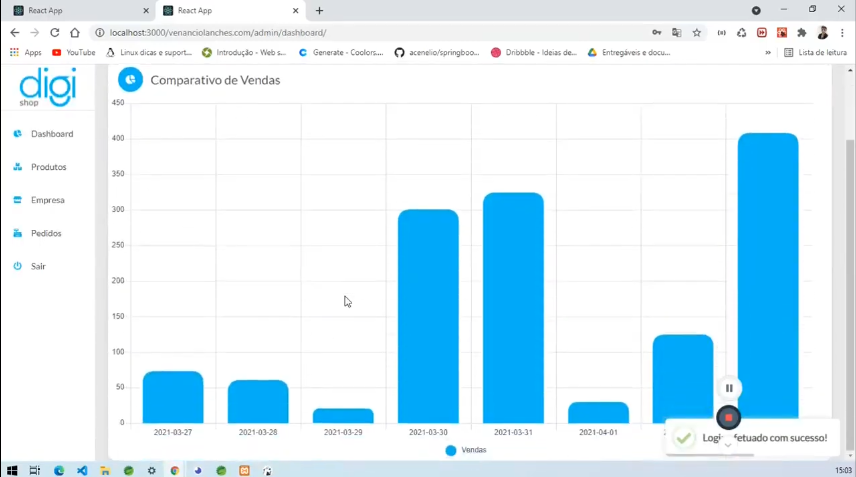 React App
React App
localhost:3000/venanciolanches.com/admin/dashboard/
Apps YouTube Linux dicas e suport... Introdução - Web s... Generate - Coolors.... acenelio/springboo... Dribbble - Ideias de... Entregáveis e docu... » Lista de leitura
digi
shop
Dashboard
Produtos
Empresa
Pedidos
Sair
Comparativo de Vendas
450
400
350
300
250
200
150
100
50
0
2021-03-27 2021-03-28 2021-03-29 2021-03-30 2021-03-31 2021-04-01
Vendas
efetuado com sucesso!
15:03